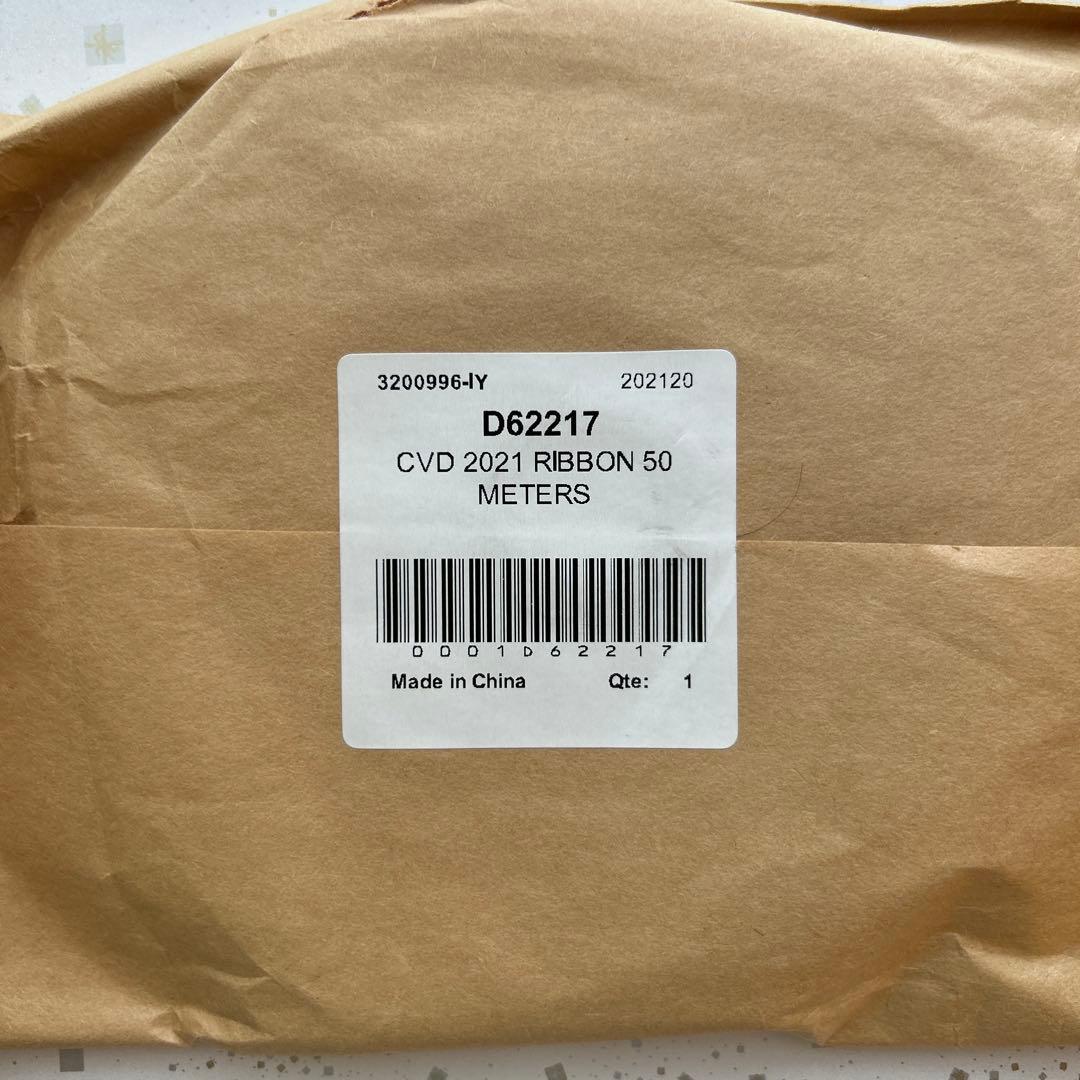 3200996-IY 202120
D62217
CVD 2021 RIBBON 50
METERS
0001D62217
Made in China Qte: 1